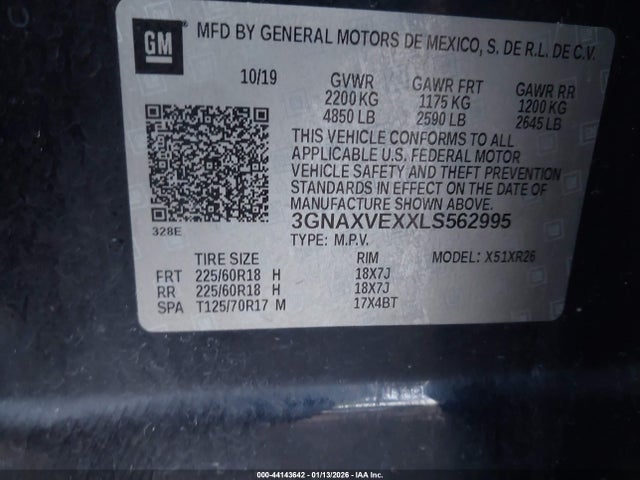 GM
MFD BY GENERAL MOTORS DE MEXICO, S. DE R.L. DE C.V.
10/19 GVWR GAWR FRT GAWR RR
2200 KG 1175 KG 1200 KG
4850 LB 2590 LB 2645 LB
THIS VEHICLE CONFORMS TO ALL
APPLICABLE U.S. FEDERAL MOTOR
VEHICLE SAFETY AND THEFT PREVENTION
STANDARDS IN EFFECT ON THE DATE OF
MANUFACTURE SHOWN ABOVE.
328E
3GNAXVEXXLS562995
TYPE: M.P.V. MODEL: X51XR26
TIRE SIZE RIM
FRT 225/60R18 H 18X7J
RR 225/60R18 H 18X7J
SPA T125/70R17 M 17X4BT
000-44143642 - 01/13/2026 - IAA Inc.